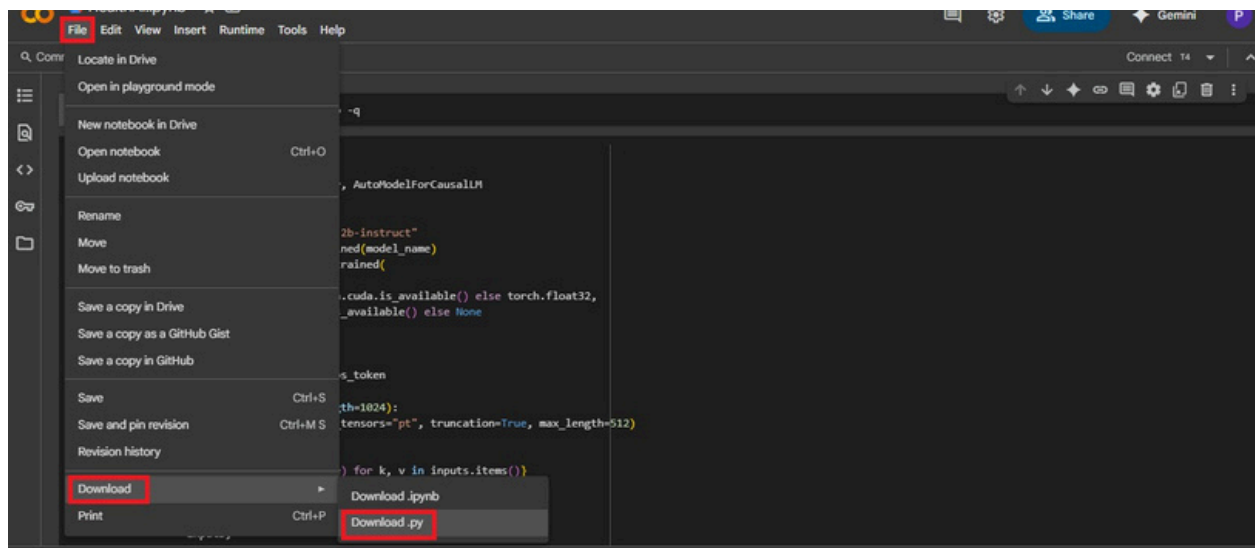 File Edit View Insert Runtime Tools Help
Share
Gemini
P
Connect T4
Locate in Drive
Open in playground mode
-q
New notebook in Drive
Open notebook Ctrl+O
Upload notebook
, AutoModelForCausalLM
Rename
2b-instruct"
Move
ned(model_name)
Move to trash
rained(
.cuda.is_available() else torch.float32,
Save a copy in Drive
_available() else None
Save a copy as a GitHub Gist
Save a copy in GitHub
s_token
Save Ctrl+S
th=1024):
Save and pin revision Ctrl+M S
tensors="pt", truncation=True, max_length=512)
Revision history
) for k, v in inputs.items()}
Download
Download .ipynb
Print Ctrl+P
Download .py